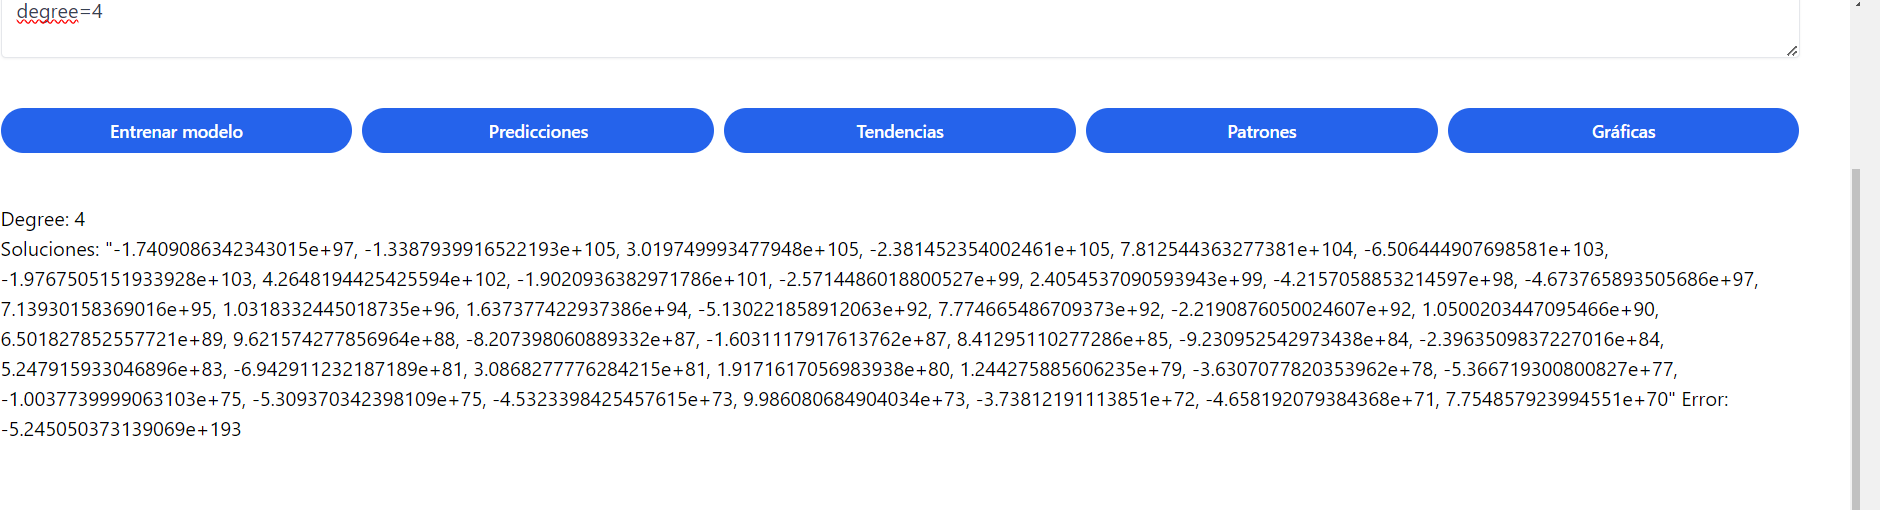 degree=4
Entrenar modelo
Predicciones
Tendencias
Patrones
Gráficas
Degree: 4
Soluciones: "-1.7409086342343015e+97, -1.3387939916522193e+105, 3.019749993477948e+105, -2.381452354002461e+105, 7.812544363277381e+104, -6.506444907698581e+103,
-1.9767505151933928e+103, 4.2648194425425594e+102, -1.9020936382971786e+101, -2.5714486018800527e+99, 2.4054537090593943e+99, -4.2157058853214597e+98, -4.673765893505686e+97,
7.13930158369016e+95, 1.0318332445018735e+96, 1.637377422937386e+94, -5.130221858912063e+92, 7.774665486709373e+92, -2.2190876050024607e+92, 1.0500203447095466e+90,
6.501827852557721e+89, 9.621574277856964e+88, -8.207398060889332e+87, -1.6031117917613762e+87, 8.41295110277286e+85, -9.230952542973438e+84, -2.3963509837227016e+84,
5.247915933046896e+83, -6.942911232187189e+81, 3.0868277776284215e+81, 1.9171617056983938e+80, 1.244275885606235e+79, -3.6307077820353962e+78, -5.366719300800827e+77,
-1.0037739999063103e+75, -5.309370342398109e+75, -4.5323398425457615e+73, 9.986080684904034e+73, -3.73812191113851e+72, -4.658192079384368e+71, 7.754857923994551e+70" Error:
-5.245050373139069e+193